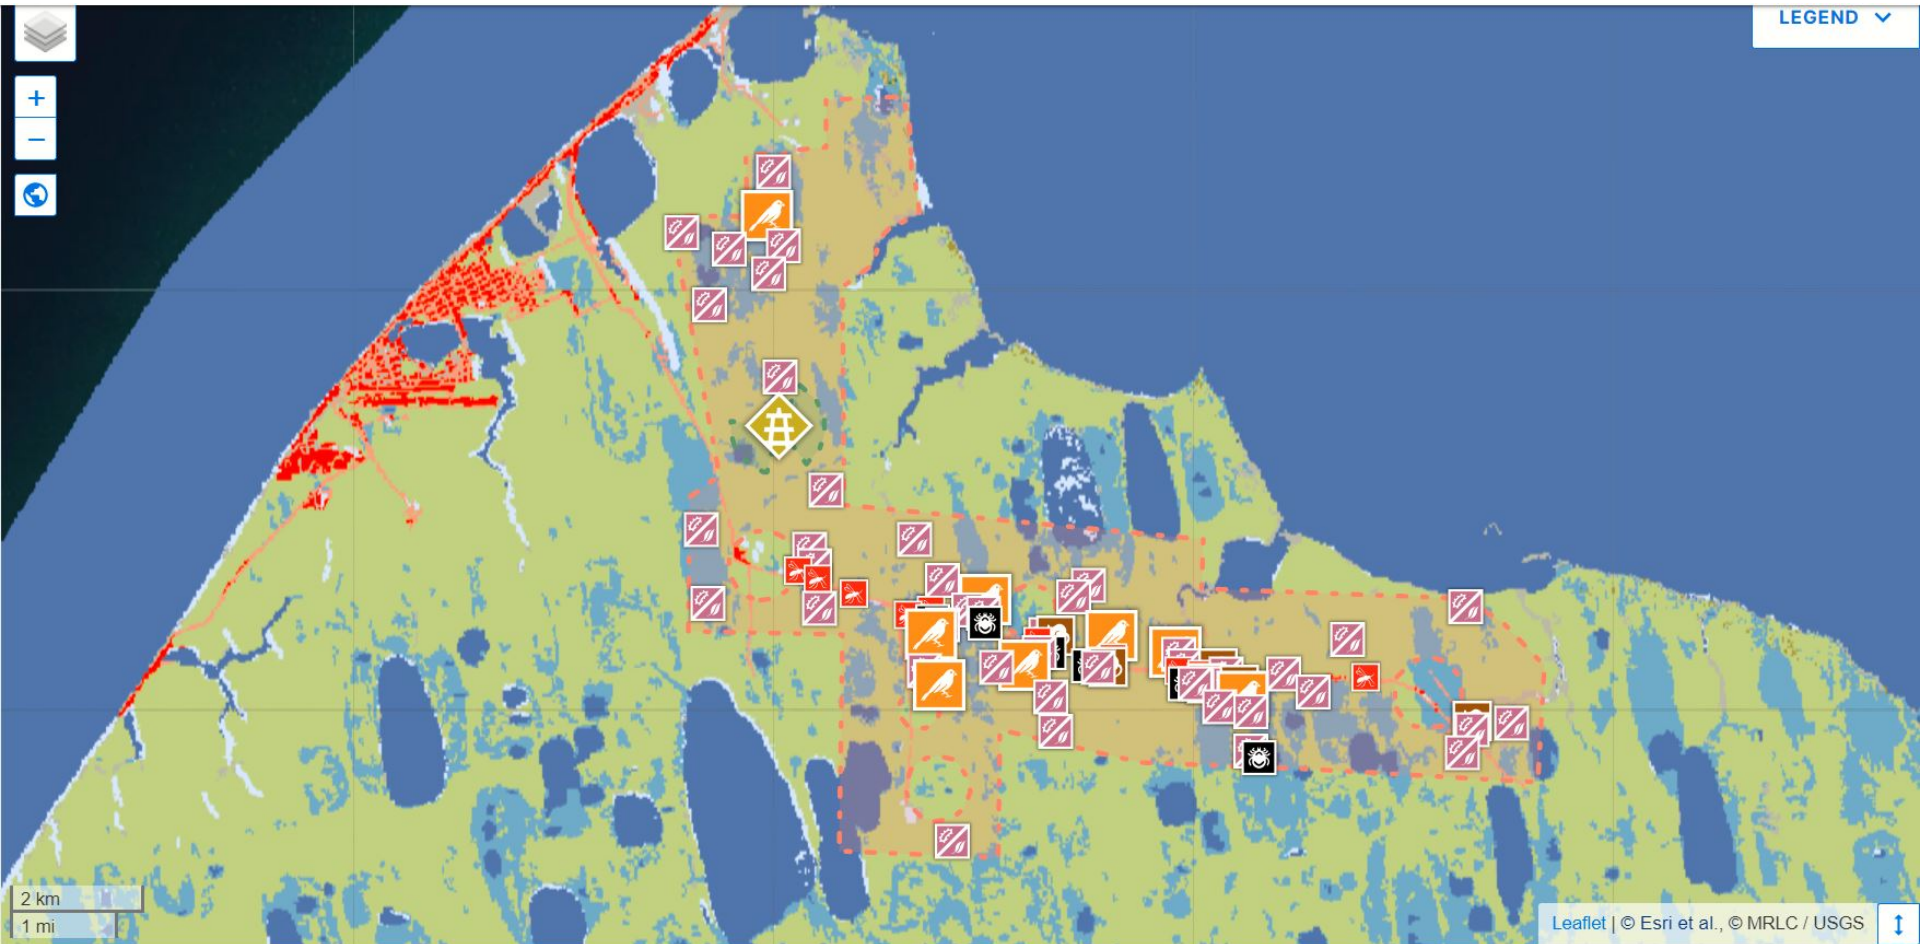 LEGEND
+
−
2 km
1 mi
Leaflet | © Esri et al., © MRLC / USGS